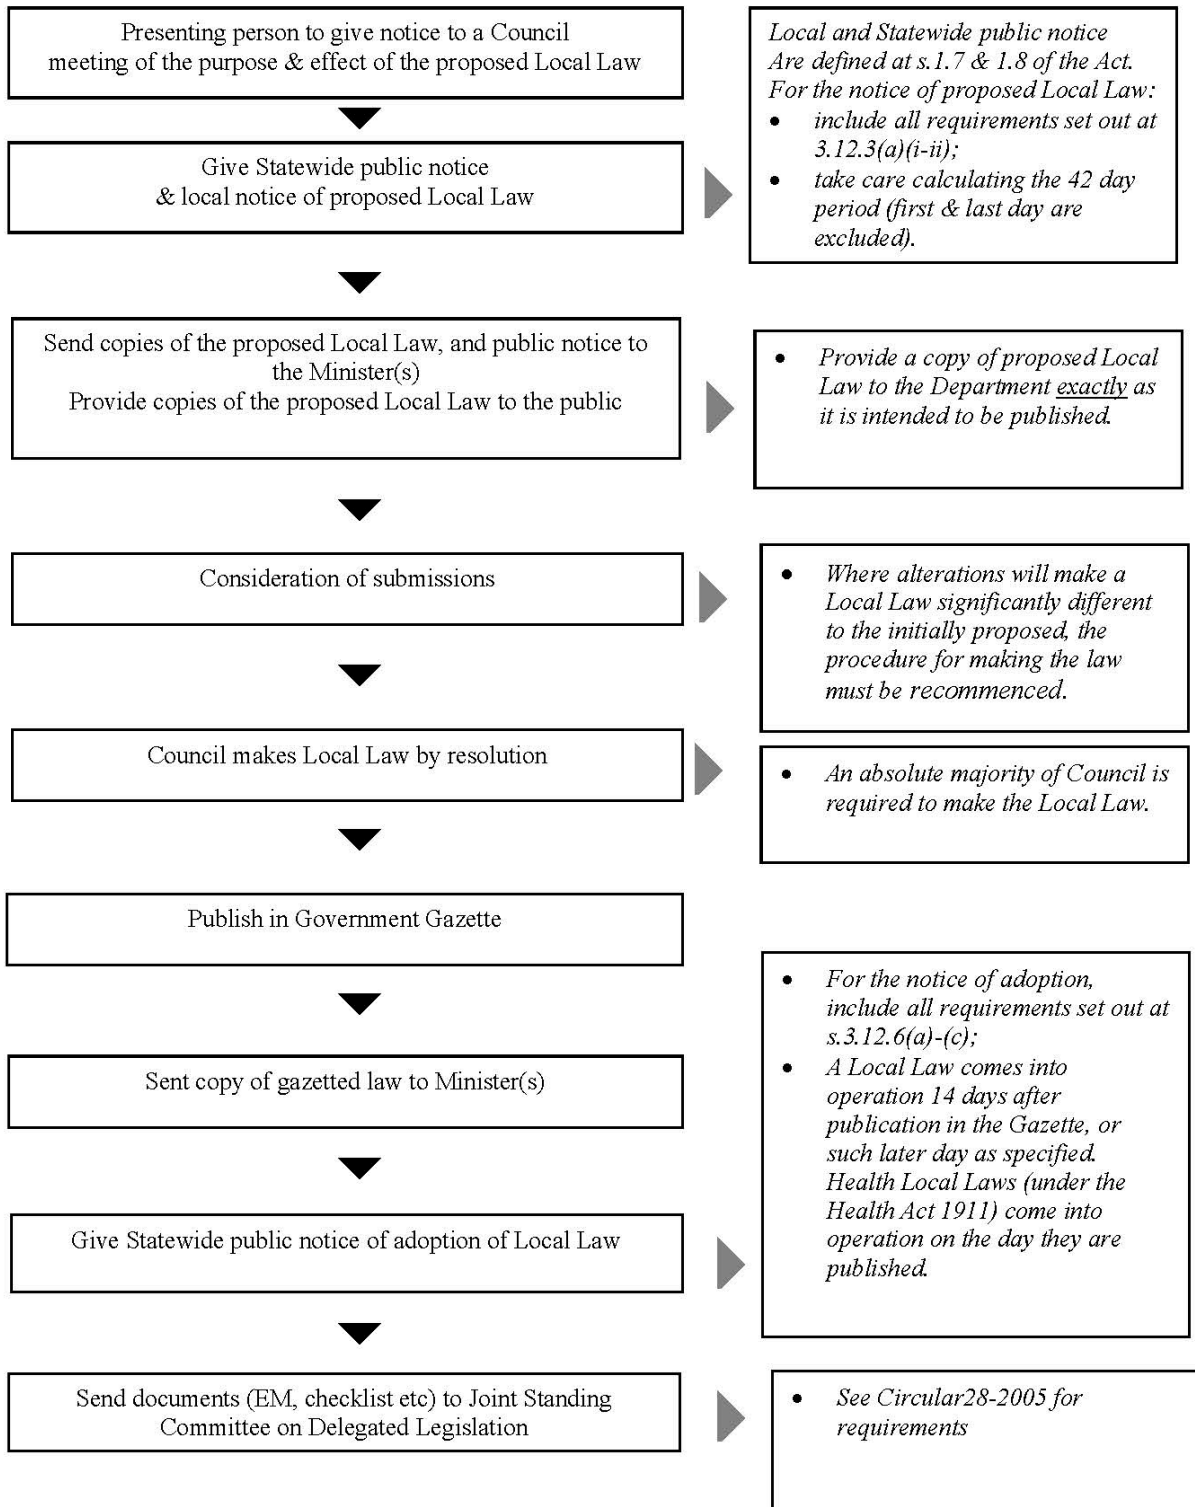 Presenting person to give notice to a Council
meeting of the purpose & effect of the proposed Local Law
Local and Statewide public notice
Are defined at s.1.7 & 1.8 of the Act.
For the notice of proposed Local Law:
• include all requirements set out at
3.12.3(a)(i-ii);
• take care calculating the 42 day
period (first & last day are
excluded).
Give Statewide public notice
& local notice of proposed Local Law
Send copies of the proposed Local Law, and public notice to
the Minister(s)
Provide copies of the proposed Local Law to the public
• Provide a copy of proposed Local
Law to the Department exactly as
it is intended to be published.
Consideration of submissions
• Where alterations will make a
Local Law significantly different
to the initially proposed, the
procedure for making the law
must be recommenced.
Council makes Local Law by resolution
• An absolute majority of Council is
required to make the Local Law.
Publish in Government Gazette
Sent copy of gazetted law to Minister(s)
Give Statewide public notice of adoption of Local Law
• For the notice of adoption,
include all requirements set out at
s.3.12.6(a)-(c);
• A Local Law comes into
operation 14 days after
publication in the Gazette, or
such later day as specified.
Health Local Laws (under the
Health Act 1911) come into
operation on the day they are
published.
Send documents (EM, checklist etc) to Joint Standing
Committee on Delegated Legislation
• See Circular28-2005 for
requirements